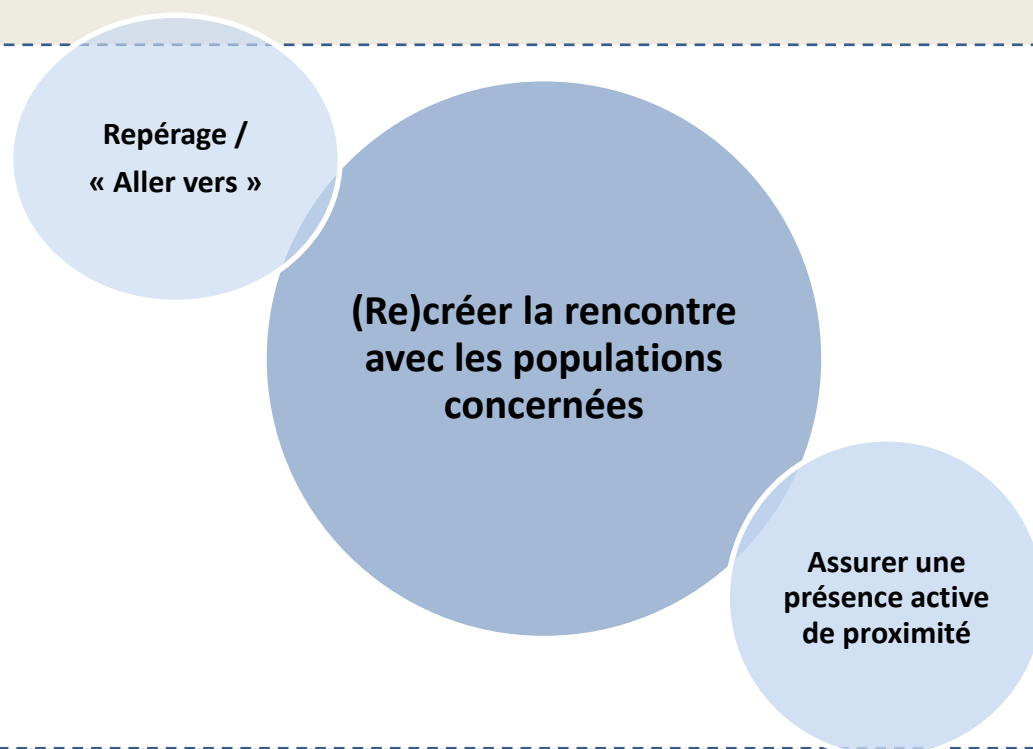 Repérage /
« Aller vers »
(Re)créer la rencontre
avec les populations
concernées
Assurer une
présence active
de proximité